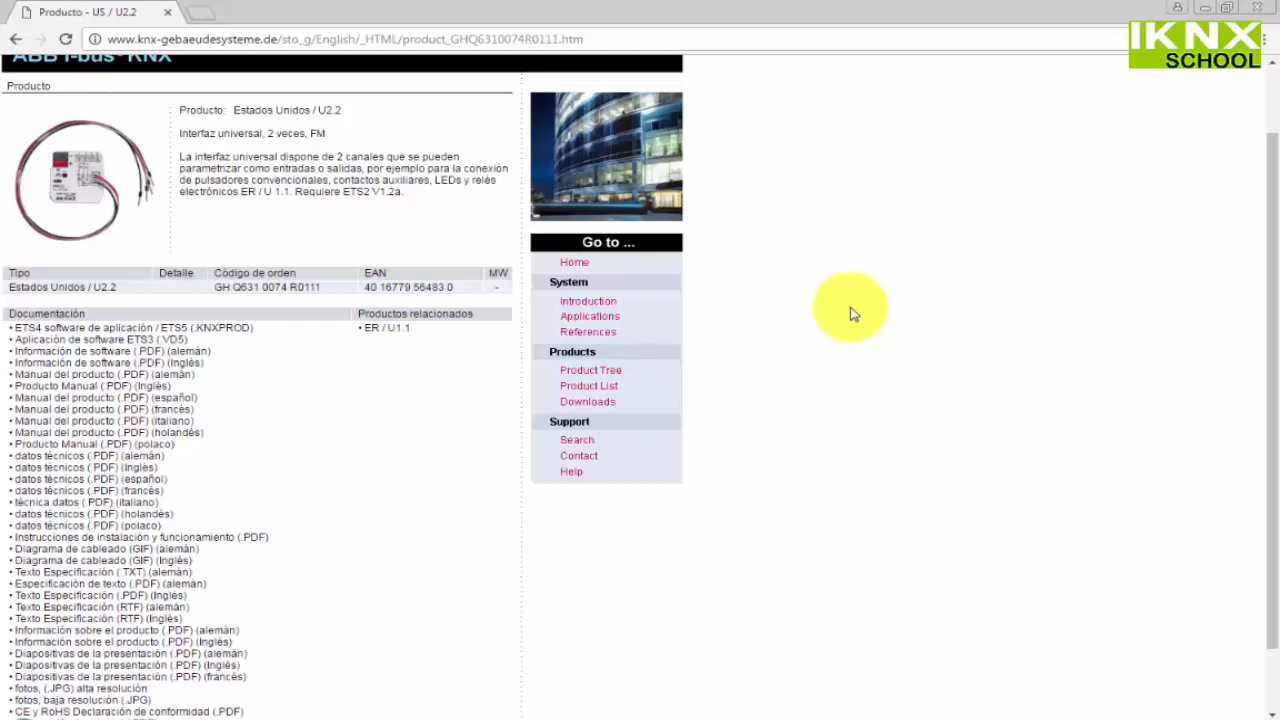 Producto - US / U2.2
www.knx-gebaeudesysteme.de/sto_g/English/_HTML/product_GHQ6310074R0111.htm
IKNX
SCHOOL
ABB i-bus® KNX
Producto
Producto: Estados Unidos / U2.2
Interfaz universal, 2 veces, FM
La interfaz universal dispone de 2 canales que se pueden
parametrizar como entradas o salidas, por ejemplo para la conexión
de pulsadores convencionales, contactos auxiliares, LEDs y relés
electrónicos ER / U 1.1. Requiere ETS2 V1.2a.
Tipo Detalle Código de orden EAN MW
Estados Unidos / U2.2 GH Q631 0074 R0111 40 16779 56483 0 -
Documentación Productos relacionados
• ETS4 software de aplicación / ETS5 (.KNXPROD) • ER / U1.1
• Aplicación de software ETS3 (.VD5)
• Información de software (.PDF) (alemán)
• Información de software (.PDF) (Inglés)
• Manual del producto (.PDF) (alemán)
• Producto Manual (.PDF) (Inglés)
• Manual del producto (.PDF) (español)
• Manual del producto (.PDF) (francés)
• Manual del producto (.PDF) (italiano)
• Manual del producto (.PDF) (holandés)
• Producto Manual (.PDF) (polaco)
• datos técnicos (.PDF) (alemán)
• datos técnicos (.PDF) (Inglés)
• datos técnicos (.PDF) (español)
• datos técnicos (.PDF) (francés)
• técnica datos (.PDF) (italiano)
• datos técnicos (.PDF) (holandés)
• datos técnicos (.PDF) (polaco)
• Instrucciones de instalación y funcionamiento (.PDF)
• Diagrama de cableado (GIF) (alemán)
• Diagrama de cableado (GIF) (Inglés)
• Texto Especificación (.TXT) (alemán)
• Especificación de texto (.PDF) (alemán)
• Texto Especificación (.PDF) (Inglés)
• Texto Especificación (RTF) (alemán)
• Texto Especificación (RTF) (Inglés)
• Información sobre el producto (.PDF) (alemán)
• Información sobre el producto (.PDF) (Inglés)
• Diapositivas de la presentación (.PDF) (alemán)
• Diapositivas de la presentación (.PDF) (Inglés)
• Diapositivas de la presentación (.PDF) (francés)
• fotos, (.JPG) alta resolución
• fotos, baja resolución (.JPG)
• CE y RoHS Declaración de conformidad (.PDF)
Go to ...
Home
System
Introduction
Applications
References
Products
Product Tree
Product List
Downloads
Support
Search
Contact
Help